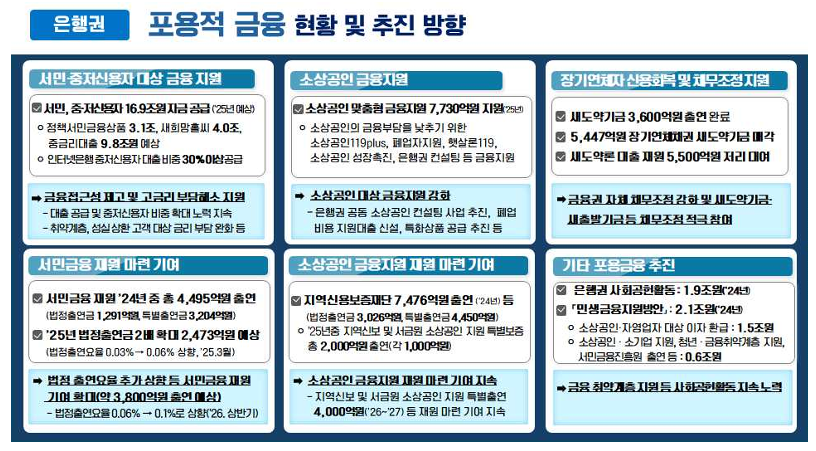 은행권 포용적 금융 현황 및 추진 방향
서민·중저신용자 대상 금융 지원
☑ 서민, 중·저신용자 16.9조원 자금 공급 ('25년 예상)
○ 정책서민금융상품 3.1조, 새희망홀씨 4.0조,
중금리대출 9.8조원 예상
○ 인터넷은행 중저신용자 대출 비중 30%이상 공급
➡ 금융접근성 제고 및 고금리 부담해소 지원
- 대출 공급 및 중저신용자 비중 확대 노력 지속
- 취약계층, 성실 상환 고객 대상 금리 부담 완화 등
소상공인 금융지원
☑ 소상공인 맞춤형 금융지원 7,730억원 지원('25년)
○ 소상공인의 금융부담을 낮추기 위한
소상공인119plus, 폐업자지원, 햇살론119,
소상공인 성장촉진, 은행권 컨설팅 등 금융지원
➡ 소상공인 대상 금융지원 강화
- 은행권 공동 소상공인 컨설팅 사업 추진, 폐업
비용 지원대출 신설, 특화상품 공급 추진 등
장기연체자 신용회복 및 채무조정 지원
☑ 새도약기금 3,600억원 출연 완료
☑ 5,447억원 장기연체채권 새도약기금 매각
☑ 새도약론 대출 재원 5,500억원 저리 대여
➡ 금융권 자체 채무조정 강화 및 새도약기금·
새출발기금 등 채무조정 적극 참여
서민금융 재원 마련 기여
☑ 서민금융 재원 '24년 중 총 4,495억원 출연
(법정출연금 1,291억원, 특별출연금 3,204억원)
☑ '25년 법정출연금 2배 확대 2,473억원 예상
(법정출연요율 0.03% → 0.06% 상향, '25.3월)
➡ 법정 출연요율 추가 상향 등 서민금융 재원
기여 확대(약 3,800억원 출연 예상)
- 법정출연요율 0.06% → 0.1%로 상향('26. 상반기)
소상공인 금융지원 재원 마련 기여
☑ 지역신용보증재단 7,476억원 출연 ('24년) 등
(법정출연금 3,026억원, 특별출연금 4,450억원)
○ '25년중 지역신보 및 서금원 소상공인 지원 특별보증
총 2,000억원 출연(각 1,000억원)
➡ 소상공인 금융지원 재원 마련 기여 지속
- 지역신보 및 서금원 소상공인 지원 특별출연
4,000억원('26~'27) 등 재원 마련 기여 지속
기타 포용금융 추진
☑ 은행권 사회공헌활동 : 1.9조원('24년)
☑ 「민생금융지원방안」 : 2.1조원('24년)
○ 소상공인·자영업자 대상 이자 환급 : 1.5조원
○ 소상공인 · 소기업 지원, 청년 · 금융취약계층 지원,
서민금융진흥원 출연 등 : 0.6조원
➡ 금융 취약계층 지원 등 사회공헌활동 지속 노력